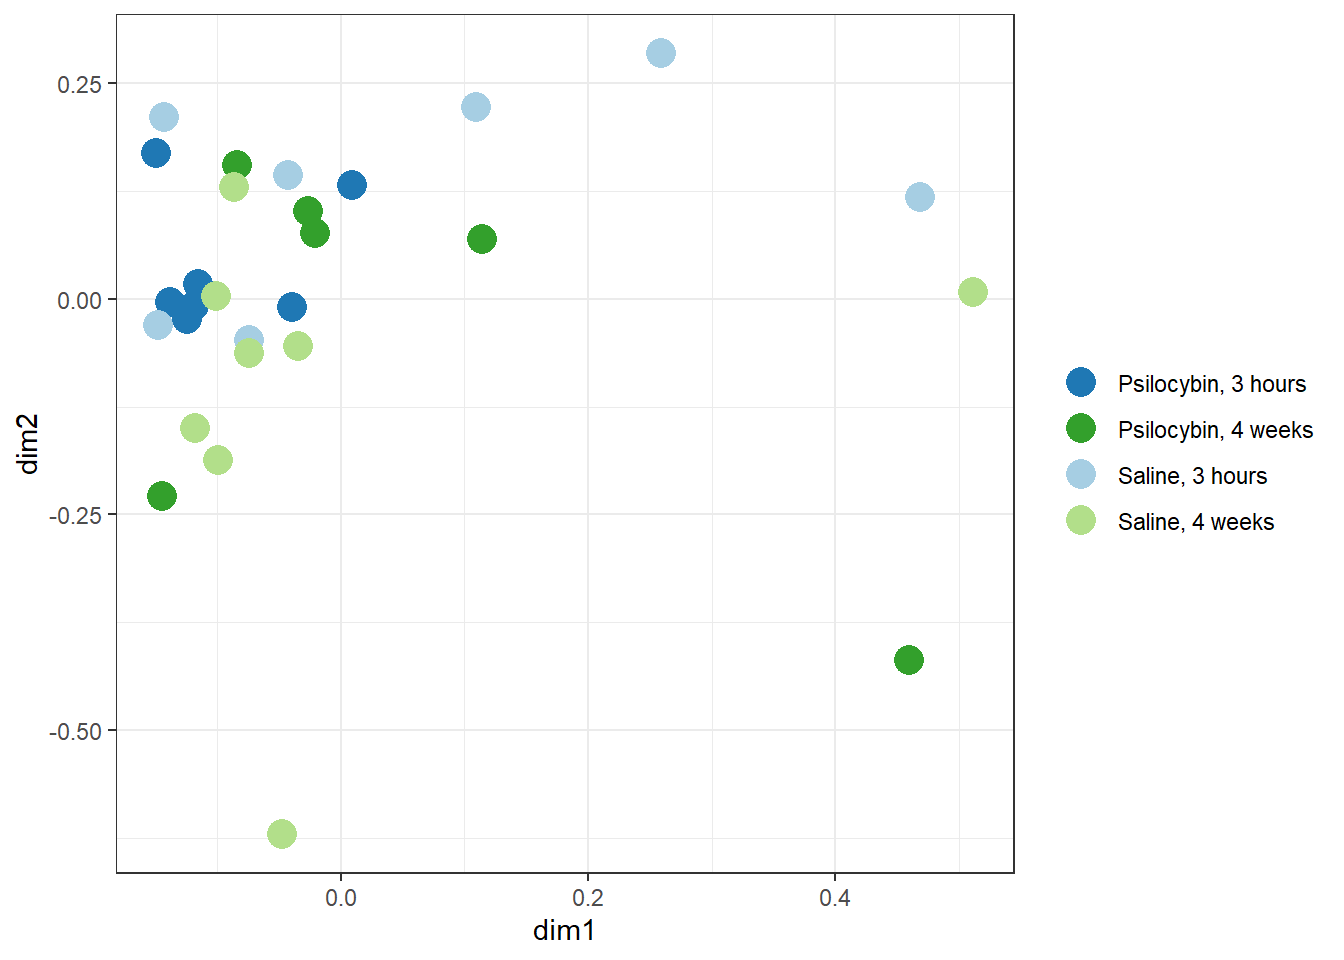 0.25
0.00
-0.25
-0.50
dim2
0.0
0.2
0.4
dim1
Psilocybin, 3 hours
Psilocybin, 4 weeks
Saline, 3 hours
Saline, 4 weeks